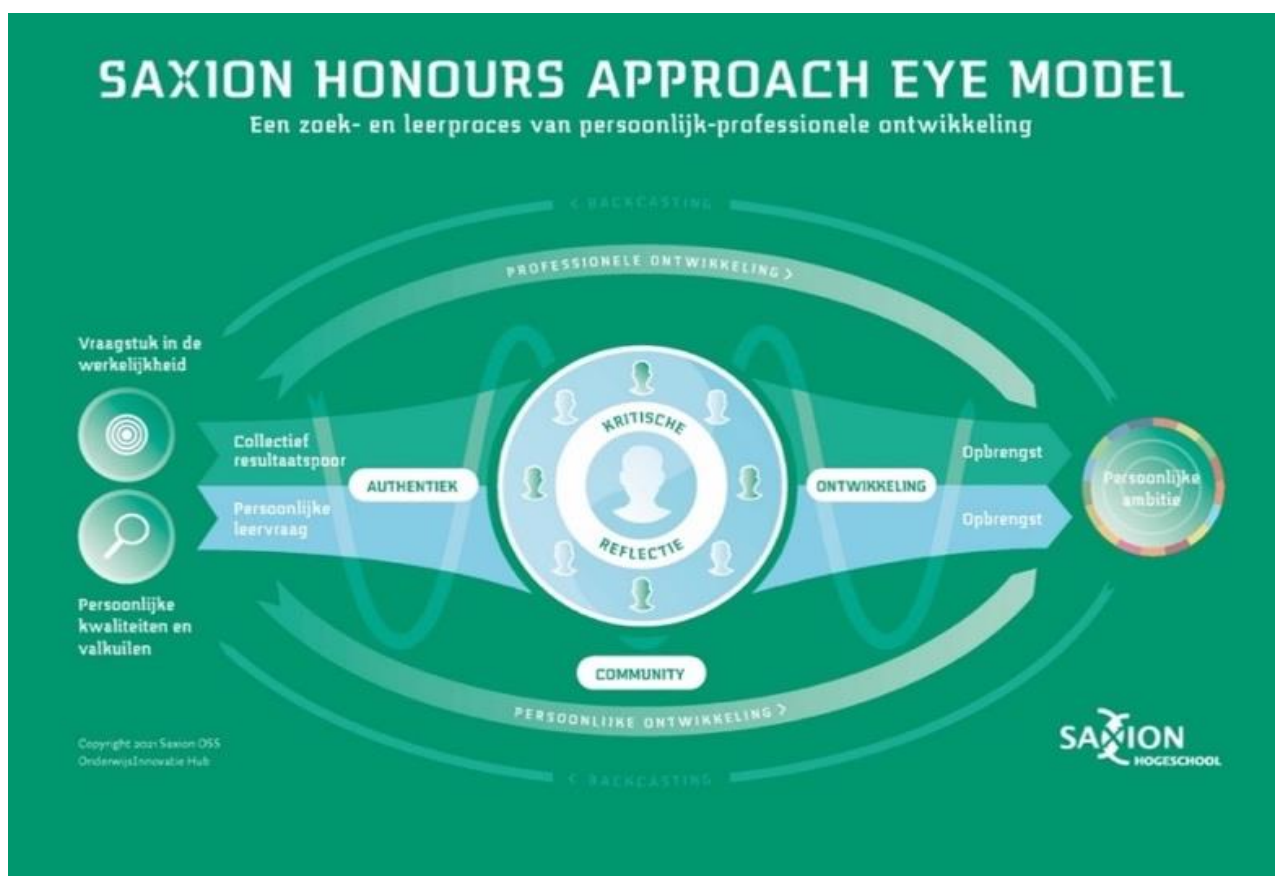 SAXION HONOURS APPROACH EYE MODEL
Een zoek- en leerproces van persoonlijk-professionele ontwikkeling
< BACKCASTING
PROFESSIONELE ONTWIKKELING >
Vraagstuk in de
werkelijkheid
Collectief
resultaatspoor
AUTHENTIEK
Persoonlijke
leervraag
KRITISCHE
REFLECTIE
ONTWIKKELING
Opbrengst
Opbrengst
Persoonlijke
ambitie
Persoonlijke
kwaliteiten en
valkuilen
COMMUNITY
PERSOONLIJKE ONTWIKKELING >
< BACKCASTING
Copyright 2021 Saxion OSS
OnderwijsInnovatie Hub
SAXION
HOGESCHOOL